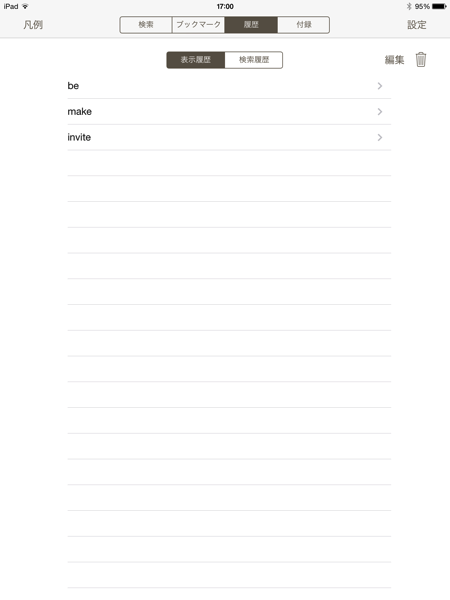 iPad 17:00 95%
凡例 検索 ブックマーク 履歴 付録 設定
表示履歴 検索履歴 編集
be
make
invite